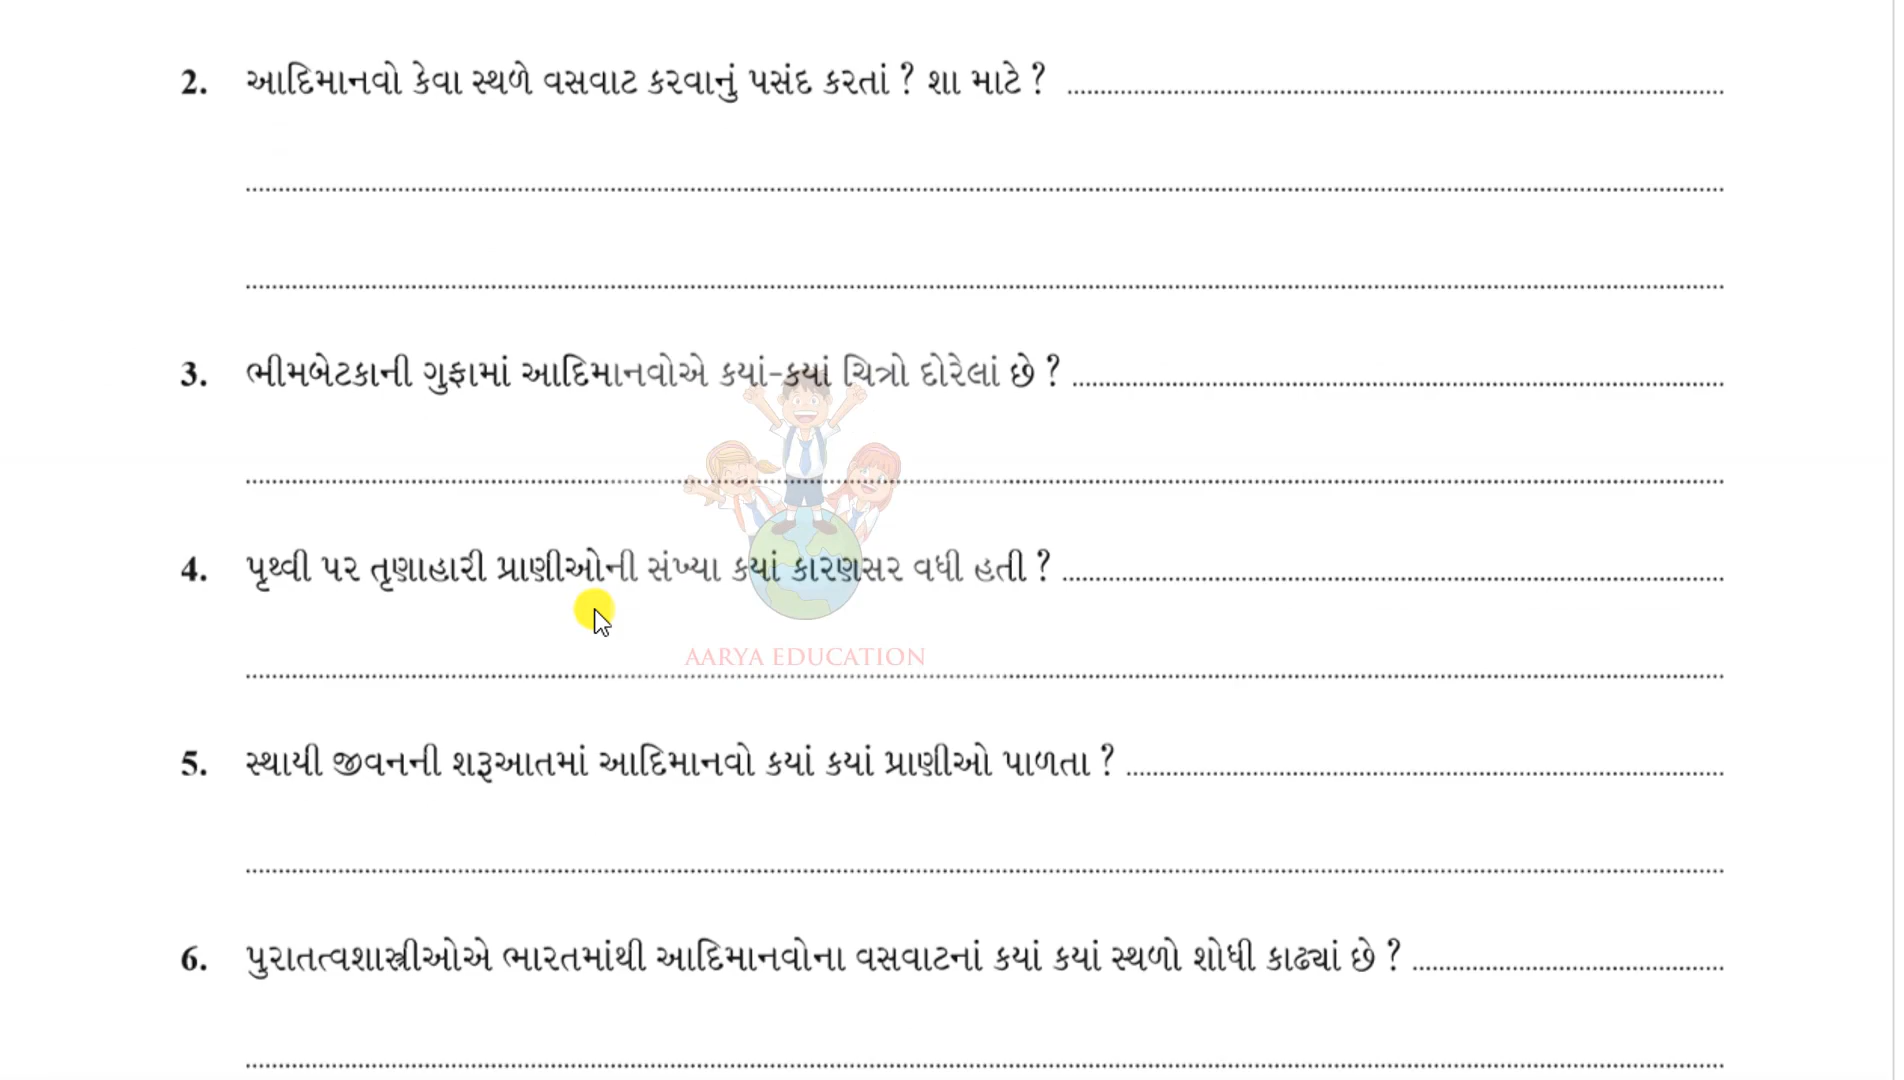 2. આદિમાનવો કેવા સ્થળે વસવાટ કરવાનું પસંદ કરતાં ? શા માટે ?
3. ભીમબેટકાની ગુફામાં આદિમાનવોએ કયાં-કયાં ચિત્રો દોરેલાં છે ?
4. પૃથ્વી પર તૃણાહારી પ્રાણીઓની સંખ્યા કયાં કારણસર વધી હતી ?
AARYA EDUCATION
5. સ્થાયી જીવનની શરૂઆતમાં આદિમાનવો કયાં કયાં પ્રાણીઓ પાળતા ?
6. પુરાતત્વશાસ્ત્રીઓએ ભારતમાંથી આદિમાનવોના વસવાટનાં કયાં કયાં સ્થળો શોધી કાઢ્યાં છે ?